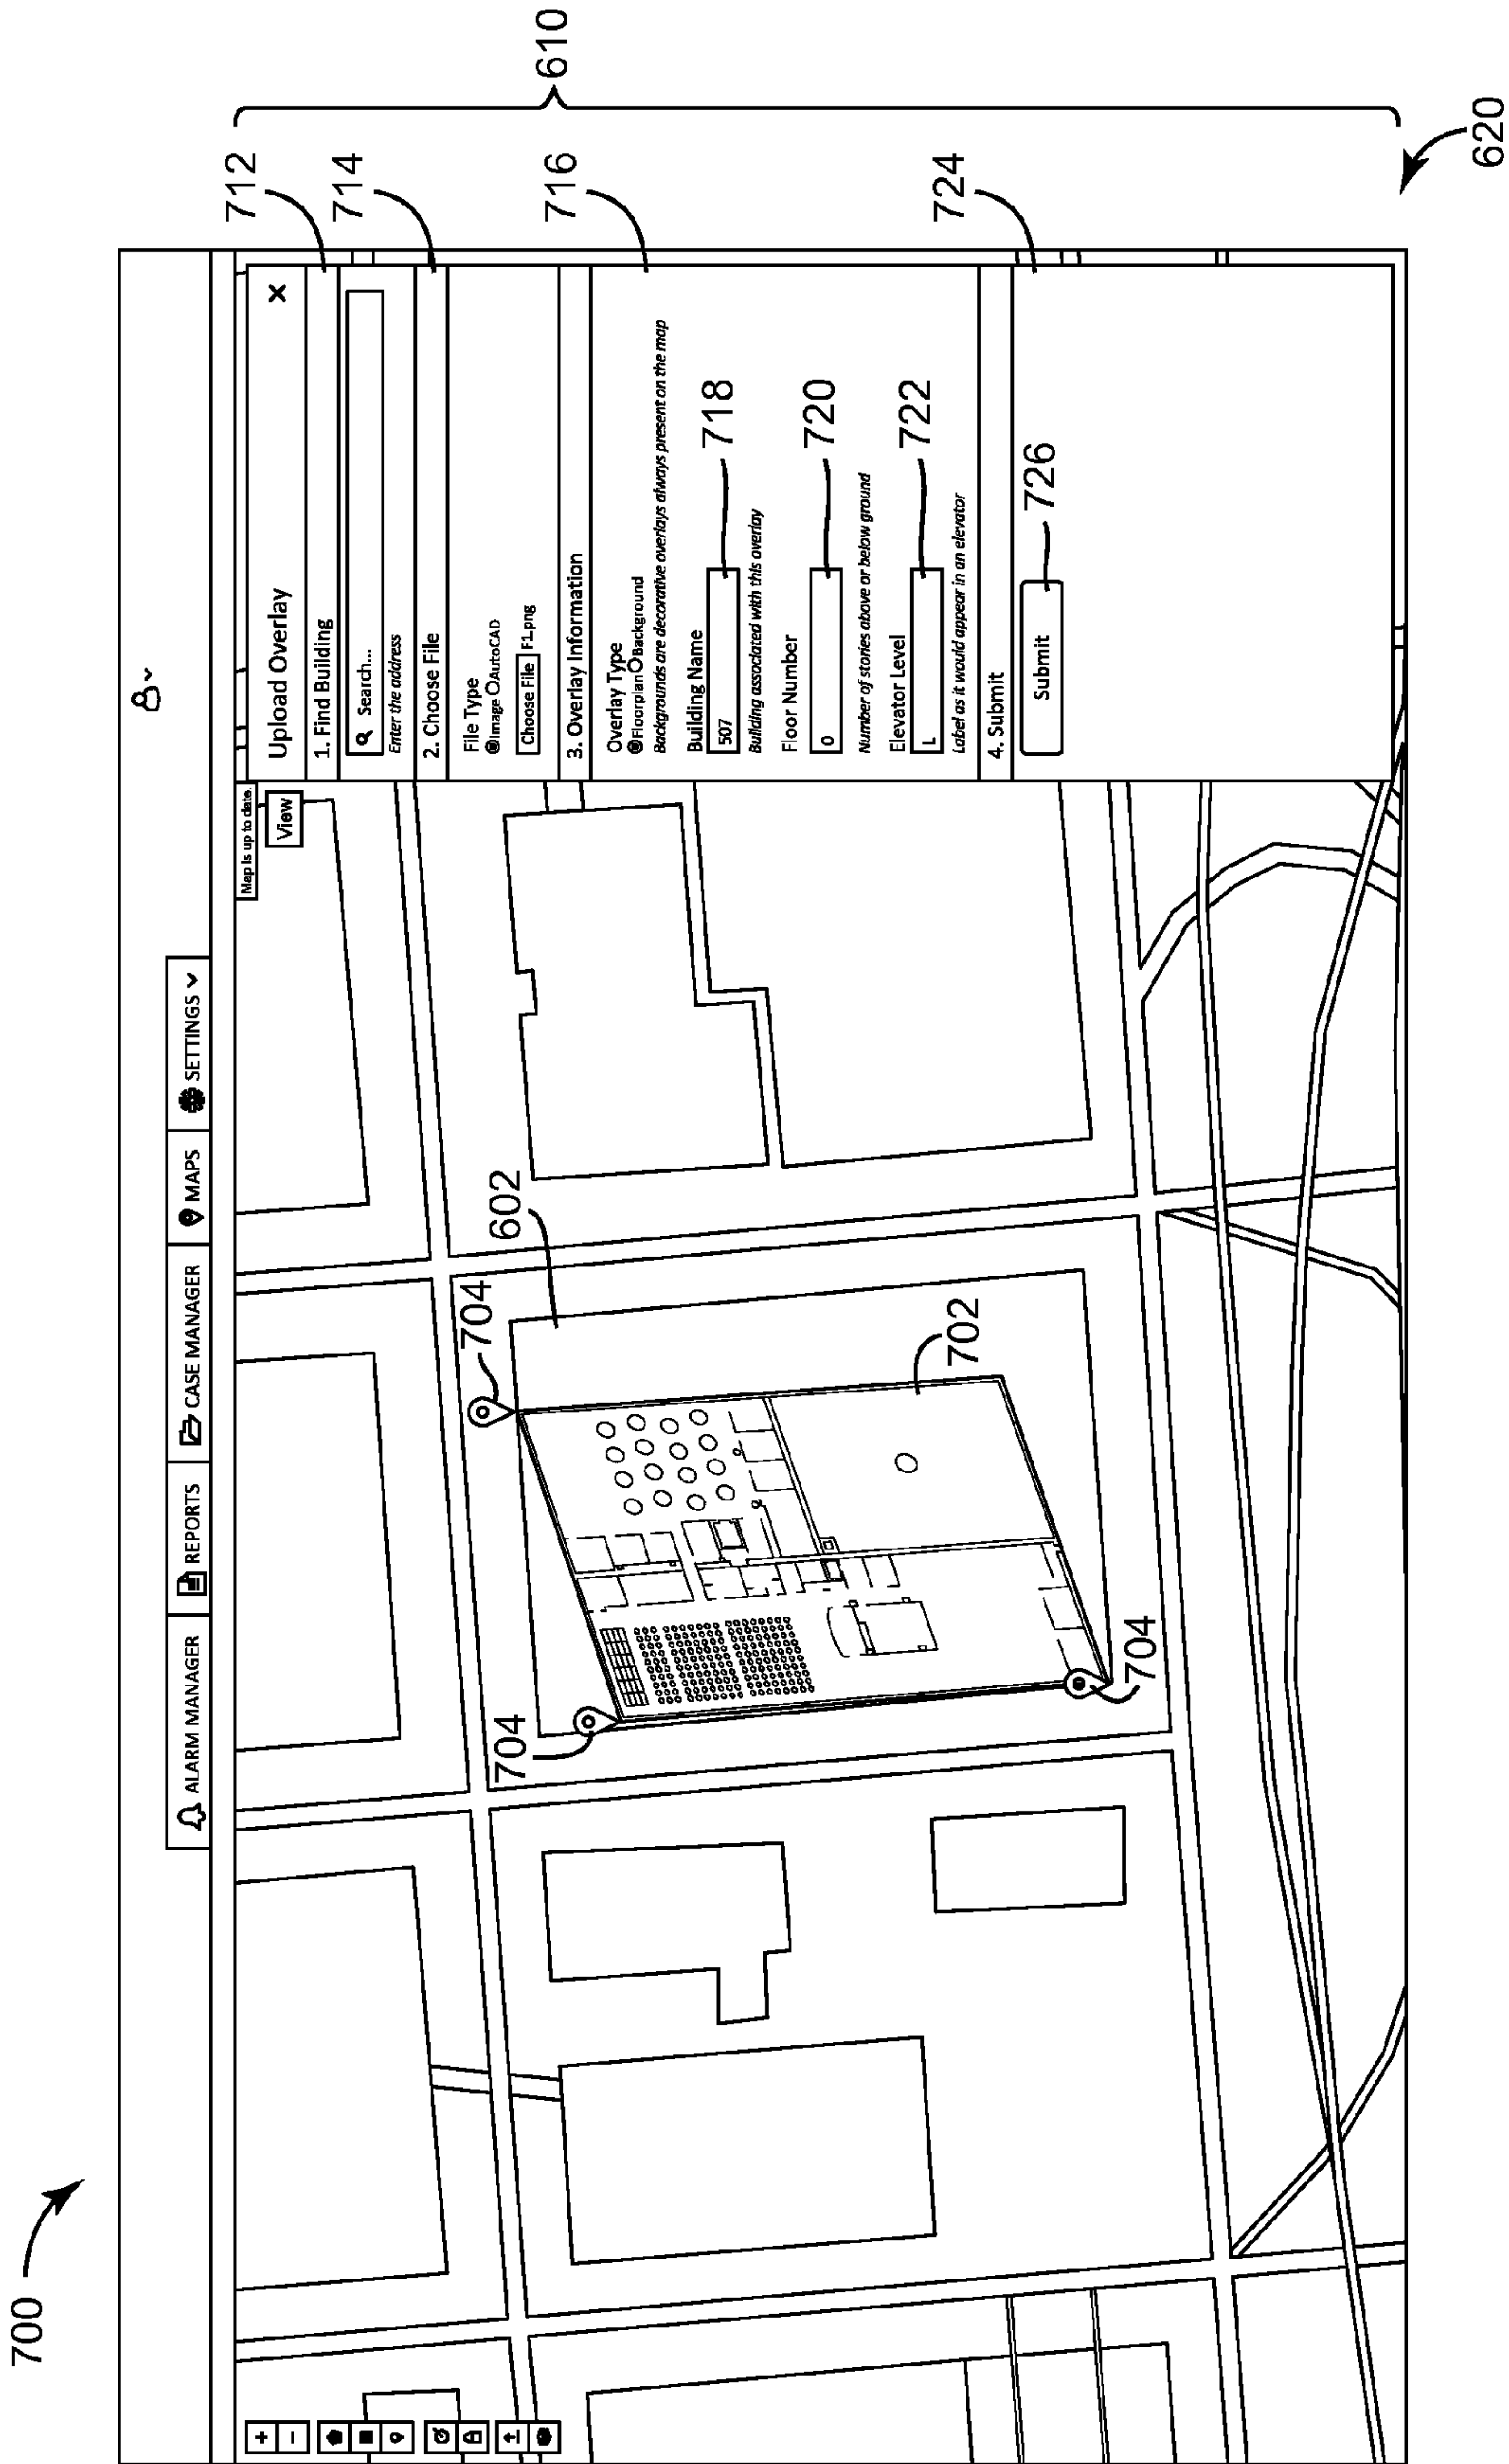 700
ALARM MANAGER
REPORTS
CASE MANAGER
MAPS
SETTINGS
Map is up to date.
View
Upload Overlay
1. Find Building
Search...
Enter the address
2. Choose File
File Type
Image AutoCAD
Choose File F1.png
3. Overlay Information
Overlay Type
Floorplan Background
Backgrounds are decorative overlays always present on the map
Building Name
507
Building associated with this overlay
Floor Number
0
Number of stories above or below ground
Elevator Level
L
Label as it would appear in an elevator
4. Submit
Submit
712
714
716
718
720
722
724
726
610
620
602
704
704
704
702